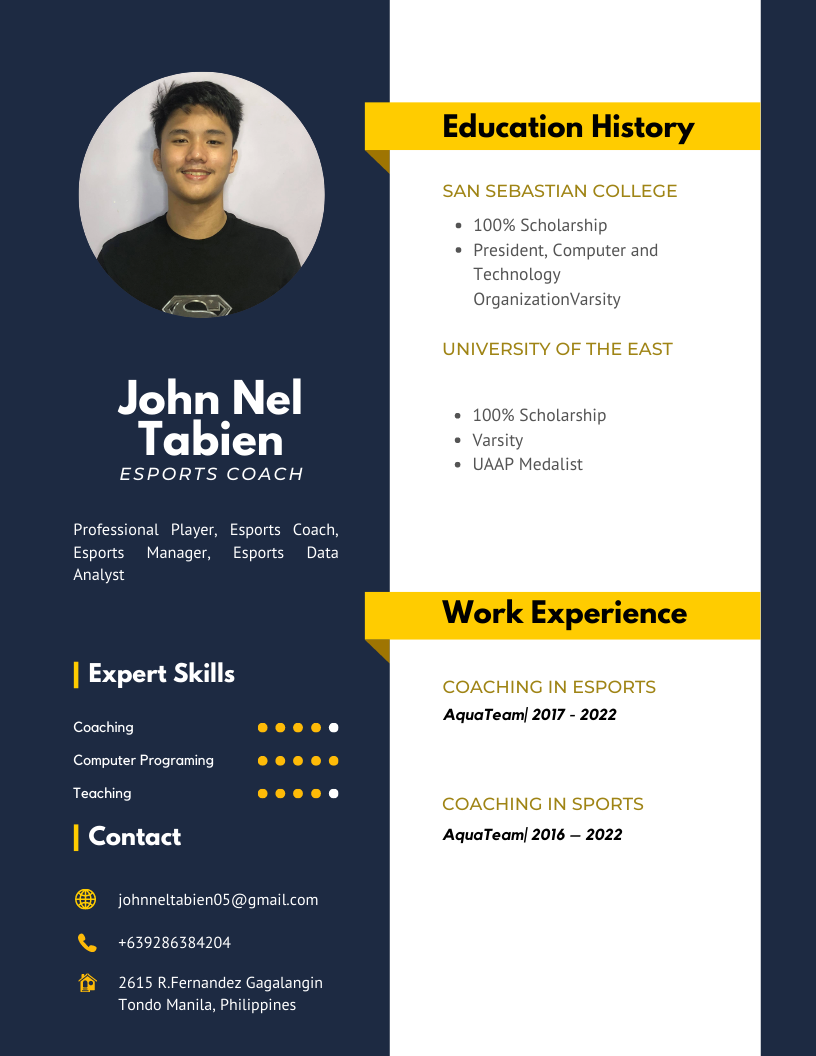 John Nel
Tabien
ESPORTS COACH
Professional Player, Esports Coach,
Esports Manager, Esports Data
Analyst
Expert Skills
Coaching
Computer Programing
Teaching
Contact
johnneltabien05@gmail.com
+639286384204
2615 R.Fernandez Gagalangin
Tondo Manila, Philippines
Education History
SAN SEBASTIAN COLLEGE
• 100% Scholarship
• President, Computer and
Technology
OrganizationVarsity
UNIVERSITY OF THE EAST
• 100% Scholarship
• Varsity
• UAAP Medalist
Work Experience
COACHING IN ESPORTS
AquaTeam| 2017 - 2022
COACHING IN SPORTS
AquaTeam| 2016 – 2022